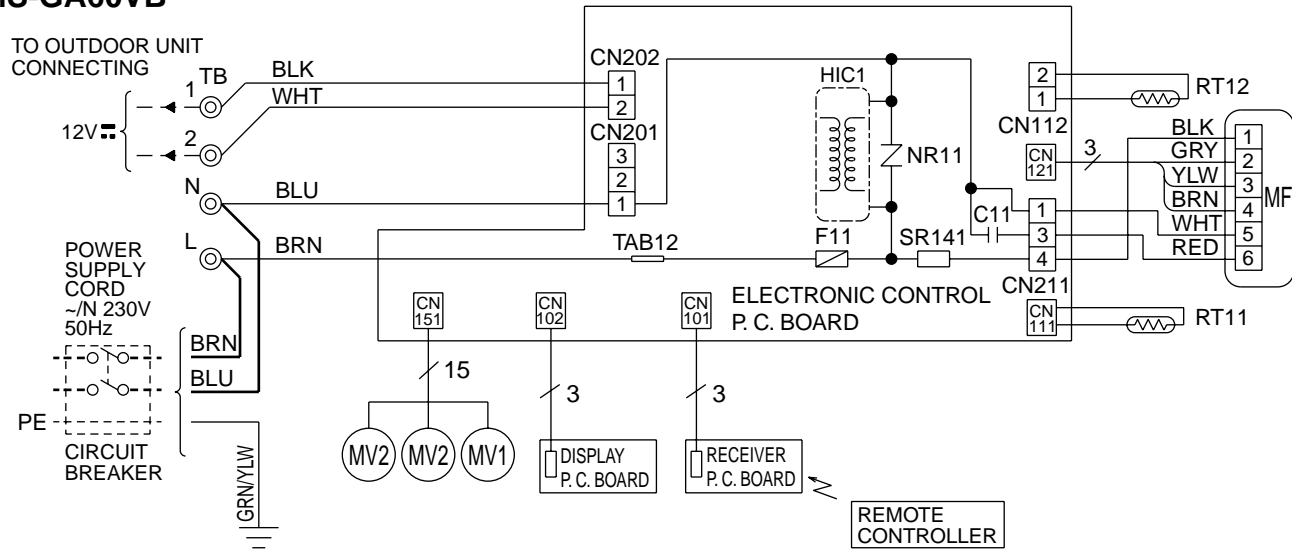 TO OUTDOOR UNIT
CONNECTING
TB
1
2
12V
N
L
BLK
WHT
BLU
BRN
CN202
1
2
CN201
3
2
1
TAB12
HIC1
NR11
F11
SR141
C11
2
1
CN112
CN
121
3
1
3
4
CN211
CN
111
RT12
RT11
BLK
GRY
YLW
BRN
WHT
RED
1
2
3
4
5
6
MF
ELECTRONIC CONTROL
P. C. BOARD
CN
151
CN
102
CN
101
15
3
3
MV2
MV2
MV1
DISPLAY
P. C. BOARD
RECEIVER
P. C. BOARD
REMOTE
CONTROLLER
POWER
SUPPLY
CORD
~/N 230V
50Hz
BRN
BLU
PE
CIRCUIT
BREAKER
GRN/YLW